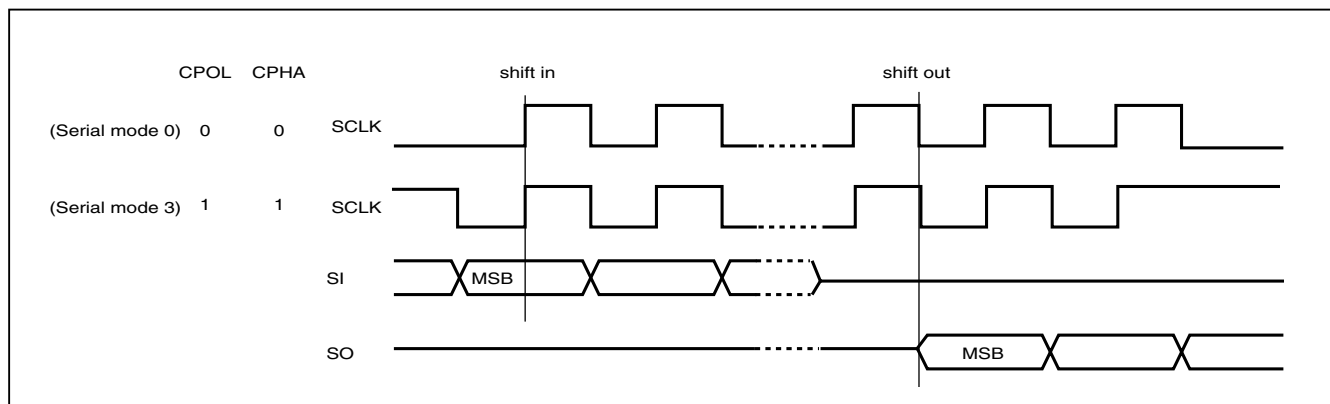 CPOL CPHA shift in shift out
(Serial mode 0) 0 0 SCLK
(Serial mode 3) 1 1 SCLK
SI MSB
SO MSB